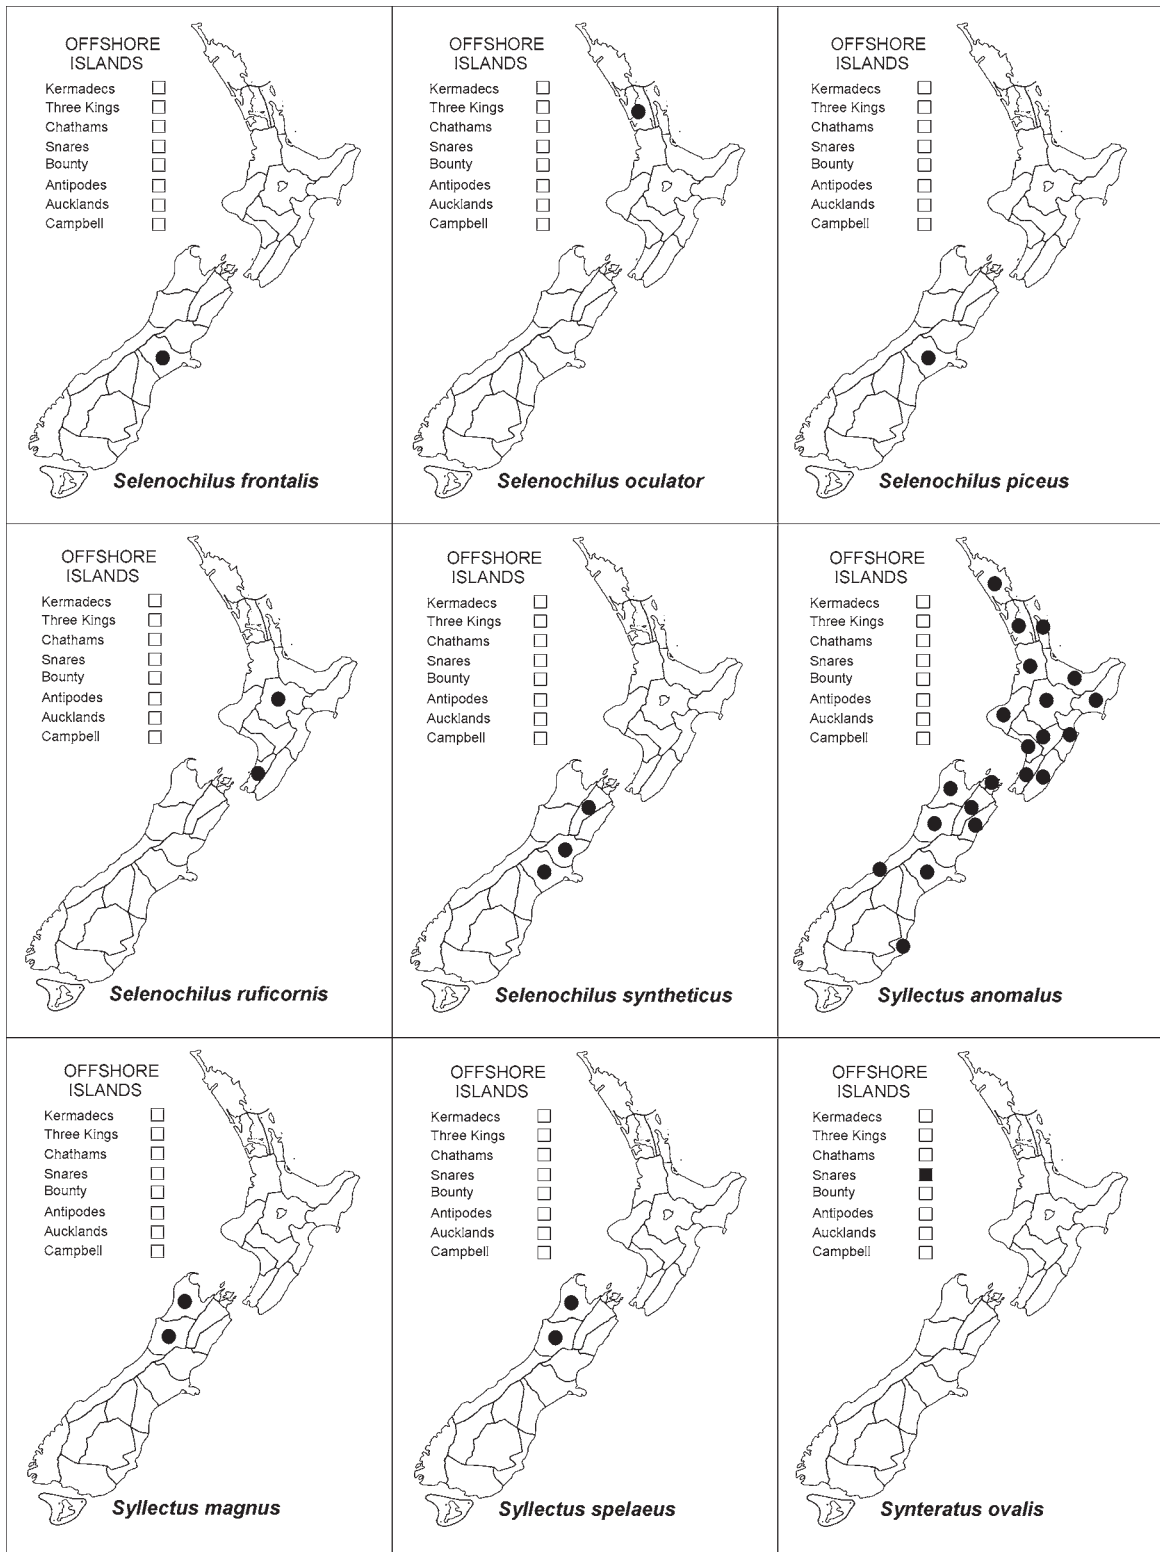 OFFSHORE
ISLANDS
Kermadecs
Three Kings
Chathams
Snares
Bounty
Antipodes
Aucklands
Campbell
Selenochilus frontalis
OFFSHORE
ISLANDS
Kermadecs
Three Kings
Chathams
Snares
Bounty
Antipodes
Aucklands
Campbell
Selenochilus oculator
OFFSHORE
ISLANDS
Kermadecs
Three Kings
Chathams
Snares
Bounty
Antipodes
Aucklands
Campbell
Selenochilus piceus
OFFSHORE
ISLANDS
Kermadecs
Three Kings
Chathams
Snares
Bounty
Antipodes
Aucklands
Campbell
Selenochilus ruficornis
OFFSHORE
ISLANDS
Kermadecs
Three Kings
Chathams
Snares
Bounty
Antipodes
Aucklands
Campbell
Selenochilus syntheticus
OFFSHORE
ISLANDS
Kermadecs
Three Kings
Chathams
Snares
Bounty
Antipodes
Aucklands
Campbell
Syllectus anomalus
OFFSHORE
ISLANDS
Kermadecs
Three Kings
Chathams
Snares
Bounty
Antipodes
Aucklands
Campbell
Syllectus magnus
OFFSHORE
ISLANDS
Kermadecs
Three Kings
Chathams
Snares
Bounty
Antipodes
Aucklands
Campbell
Syllectus spelaeus
OFFSHORE
ISLANDS
Kermadecs
Three Kings
Chathams
Snares
Bounty
Antipodes
Aucklands
Campbell
Synteratus ovalis